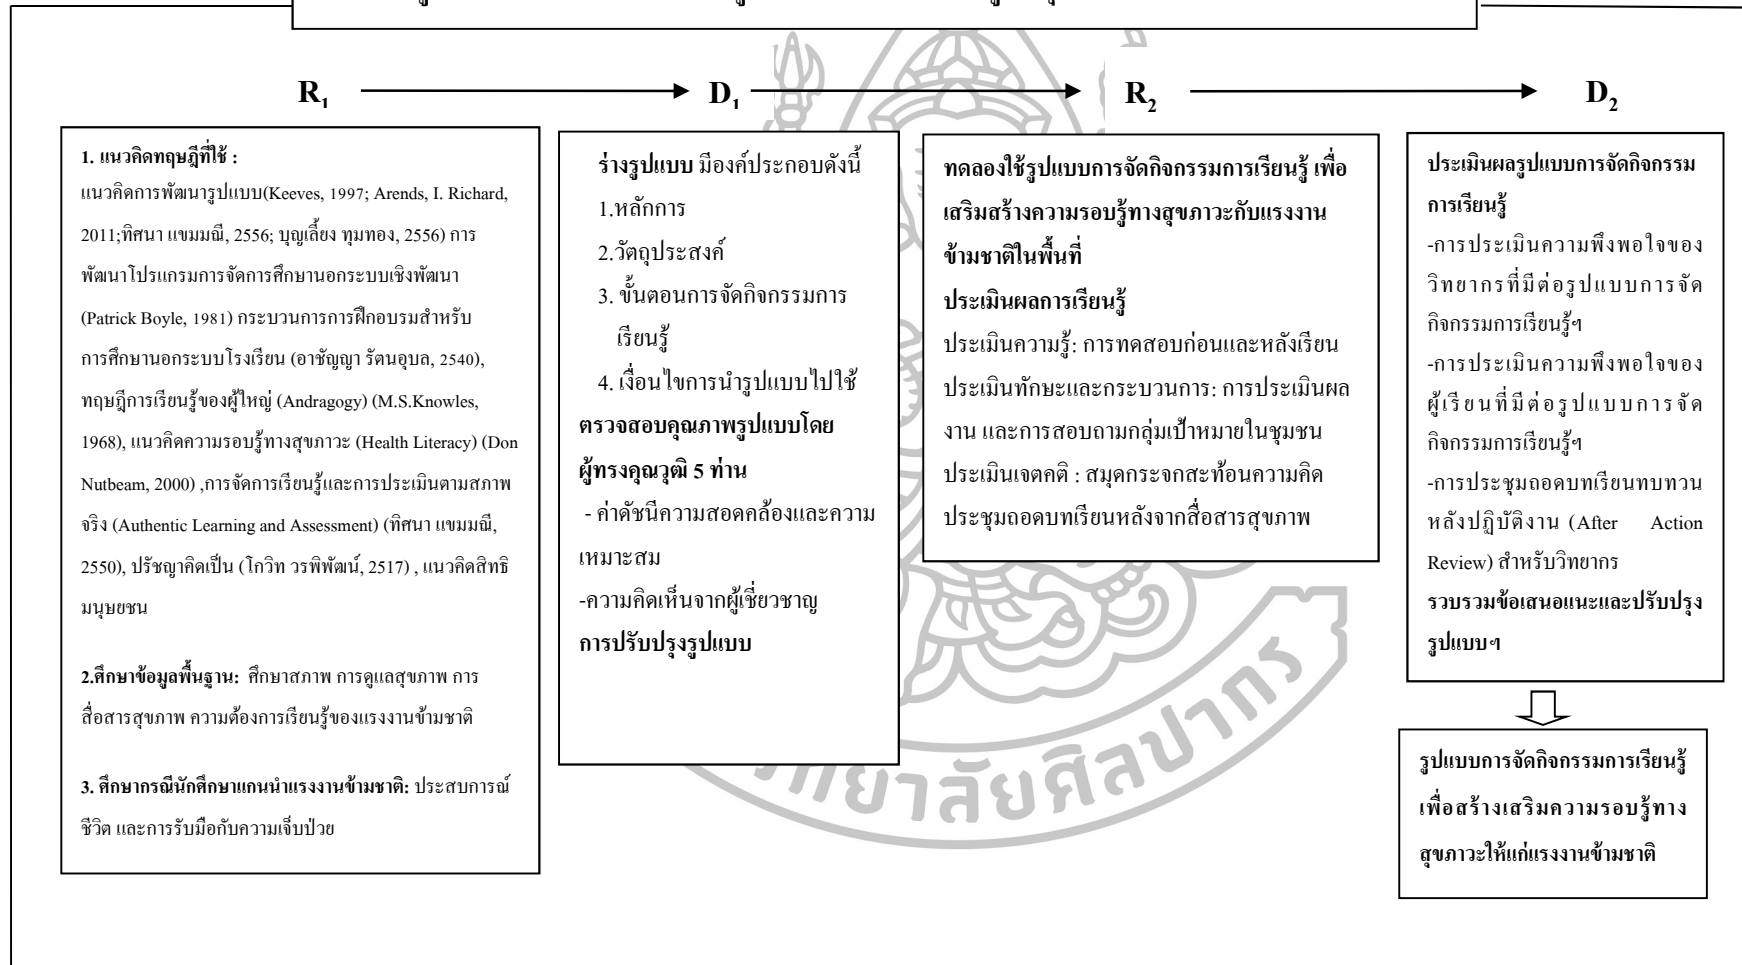 R₁
D₁
R₂
D₂
1. แนวคิดทฤษฎีที่ใช้ :
แนวคิดการพัฒนารูปแบบ(Keeves, 1997; Arends, I. Richard,
2011;ทิศนา แขมมณี, 2556; บุญเลี้ยง ทุมทอง, 2556) การ
พัฒนาโปรแกรมการจัดการศึกษานอกระบบเชิงพัฒนา
(Patrick Boyle, 1981) กระบวนการการฝึกอบรมสำหรับ
การศึกษานอกระบบโรงเรียน (อาชัญญา รัตนอุบล, 2540),
ทฤษฎีการเรียนรู้ของผู้ใหญ่ (Andragogy) (M.S.Knowles,
1968), แนวคิดความรอบรู้ทางสุขภาวะ (Health Literacy) (Don
Nutbeam, 2000) ,การจัดการเรียนรู้และการประเมินตามสภาพ
จริง (Authentic Learning and Assessment) (ทิศนา แขมมณี,
2550), ปรัชญาคิดเป็น (โกวิท วรพิพัฒน์, 2517) , แนวคิดสิทธิ
มนุษยชน
2.ศึกษาข้อมูลพื้นฐาน: ศึกษาสภาพ การดูแลสุขภาพ การ
สื่อสารสุขภาพ ความต้องการเรียนรู้ของแรงงานข้ามชาติ
3. ศึกษากรณีนักศึกษาแกนนำแรงงานข้ามชาติ: ประสบการณ์
ชีวิต และการรับมือกับความเจ็บป่วย
ร่างรูปแบบ มีองค์ประกอบดังนี้
1.หลักการ
2.วัตถุประสงค์
3. ขั้นตอนการจัดกิจกรรมการ
เรียนรู้
4. เงื่อนไขการนำรูปแบบไปใช้
ตรวจสอบคุณภาพรูปแบบโดย
ผู้ทรงคุณวุฒิ 5 ท่าน
- ค่าดัชนีความสอดคล้องและความ
เหมาะสม
-ความคิดเห็นจากผู้เชี่ยวชาญ
การปรับปรุงรูปแบบ
ทดลองใช้รูปแบบการจัดกิจกรรมการเรียนรู้ เพื่อ
เสริมสร้างความรอบรู้ทางสุขภาวะกับแรงงาน
ข้ามชาติในพื้นที่
ประเมินผลการเรียนรู้
ประเมินความรู้: การทดสอบก่อนและหลังเรียน
ประเมินทักษะและกระบวนการ: การประเมินผล
งาน และการสอบถามกลุ่มเป้าหมายในชุมชน
ประเมินเจตคติ : สมุดกระจกสะท้อนความคิด
ประชุมถอดบทเรียนหลังจากสื่อสารสุขภาพ
ประเมินผลรูปแบบการจัดกิจกรรม
การเรียนรู้
-การประเมินความพึงพอใจของ
วิทยากรที่มีต่อรูปแบบการจัด
กิจกรรมการเรียนรู้ฯ
-การประเมินความพึงพอใจของ
ผู้เรียนที่มีต่อรูปแบบการจัด
กิจกรรมการเรียนรู้ฯ
-การประชุมถอดบทเรียนทบทวน
หลังปฏิบัติงาน (After Action
Review) สำหรับวิทยากร
รวบรวมข้อเสนอแนะและปรับปรุง
รูปแบบฯ
รูปแบบการจัดกิจกรรมการเรียนรู้
เพื่อสร้างเสริมความรอบรู้ทาง
สุขภาวะให้แก่แรงงานข้ามชาติ
วิทยาลัยศิลปากร